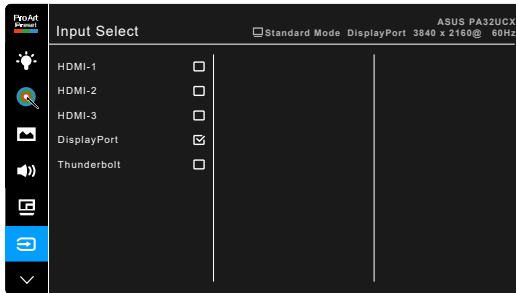 ProArt
Preset
Input Select
ASUS PA32UCX
Standard Mode DisplayPort 3840 x 2160@ 60Hz
HDMI-1
HDMI-2
HDMI-3
DisplayPort
Thunderbolt